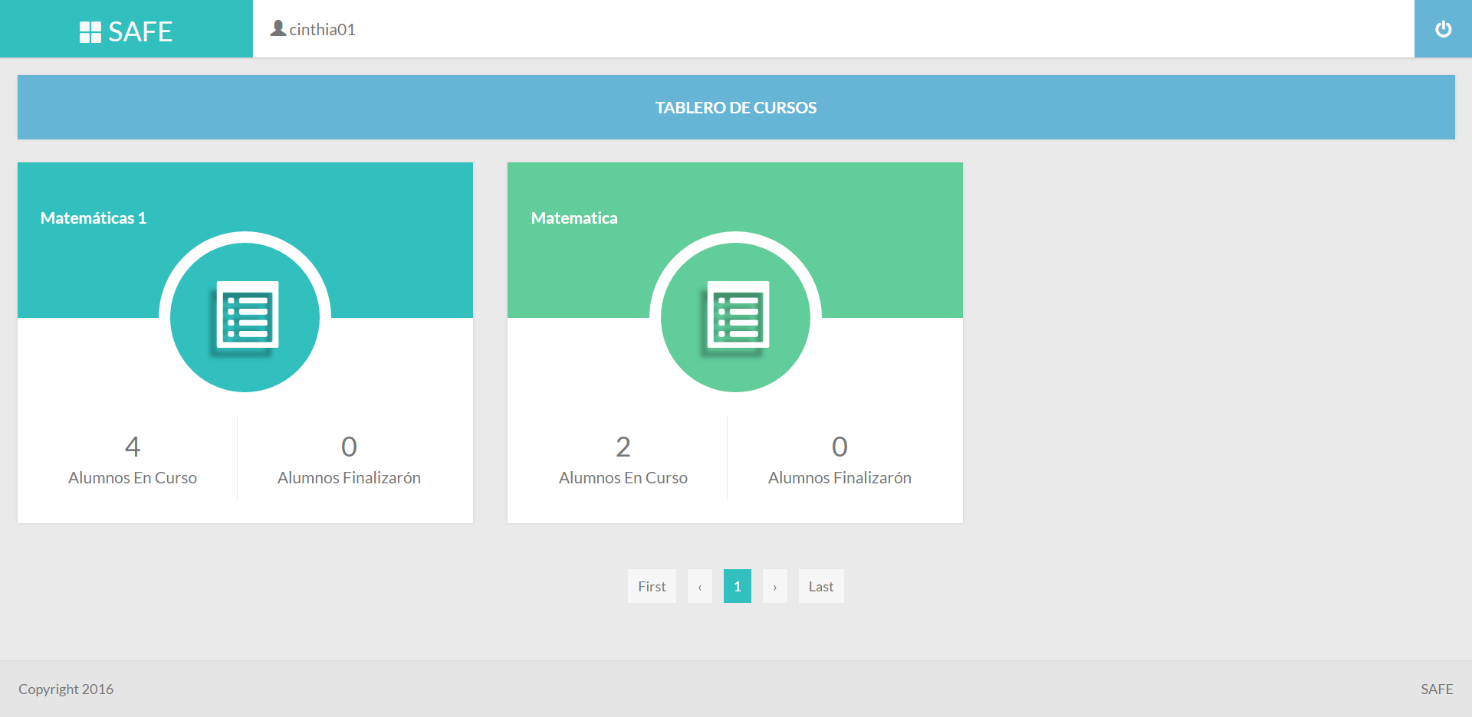 SAFE
cinthia01
TABLERO DE CURSOS
Matemáticas 1
4
Alumnos En Curso
0
Alumnos Finalizarón
Matematica
2
Alumnos En Curso
0
Alumnos Finalizarón
First ‹ 1 › Last
Copyright 2016
SAFE